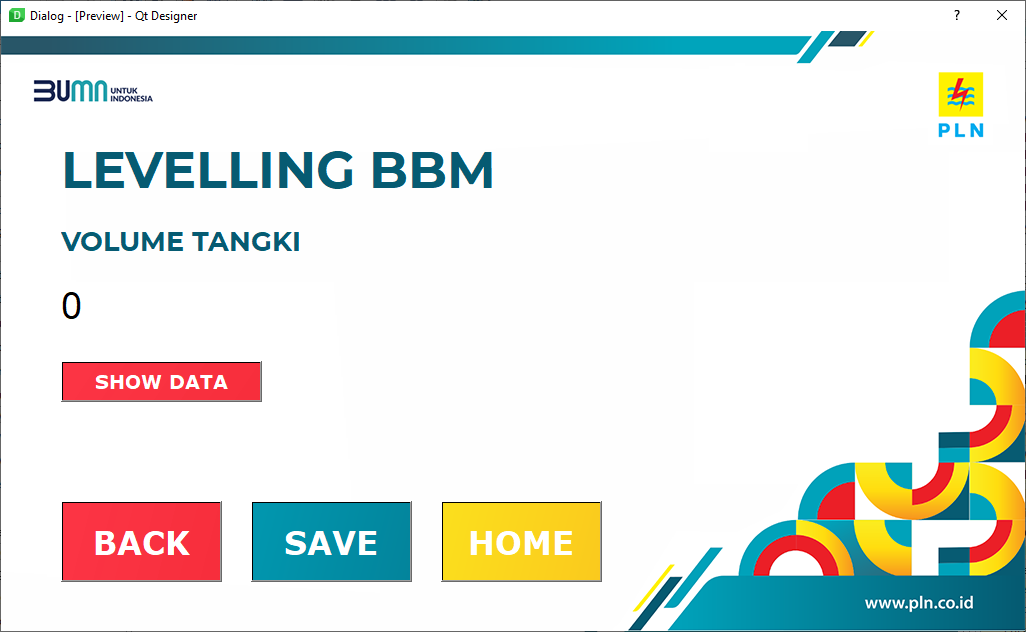 Dialog - [Preview] - Qt Designer
BUMN UNTUK INDONESIA
PLN
LEVELLING BBM
VOLUME TANGKI
0
SHOW DATA
BACK SAVE HOME
www.pln.co.id